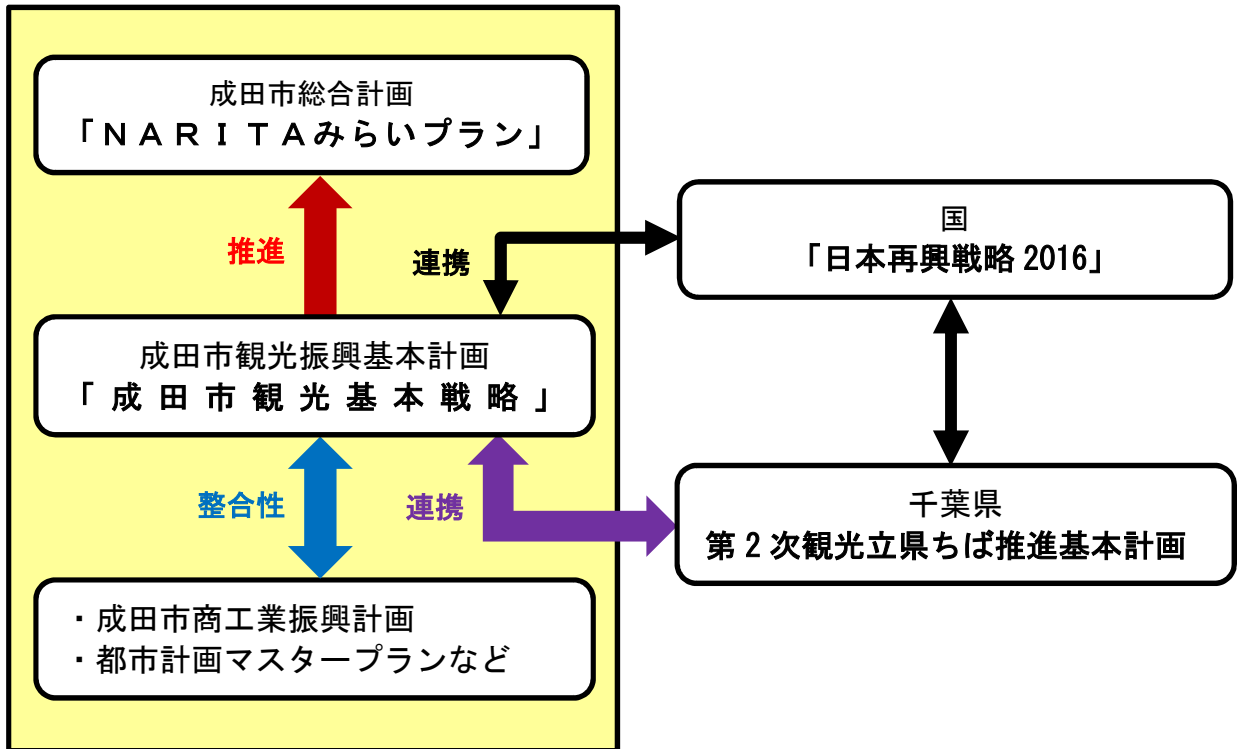 成田市総合計画
「ＮＡＲＩＴＡみらいプラン」
推進
連携
国
「日本再興戦略 2016」
成田市観光振興基本計画
「成田市観光基本戦略」
整合性
連携
千葉県
第２次観光立県ちば推進基本計画
・成田市商工業振興計画
・都市計画マスタープランなど